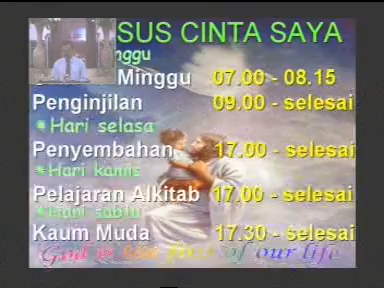 SUS CINTA SAYA
nggu
Minggu 07.00 - 08.15
Penginjilan 09.00 - selesai
*Hari selasa
Penyembahan 17.00 - selesai
*Hari kamis
Pelajaran Alkitab 17.00 - selesai
*Hari sabtu
Kaum Muda 17.30 - selesai
God is the first of our life